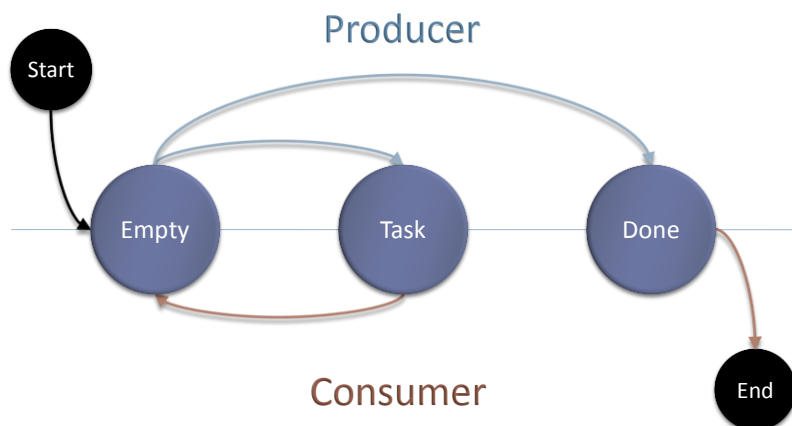 Producer
Start
Empty
Task
Done
End
Consumer